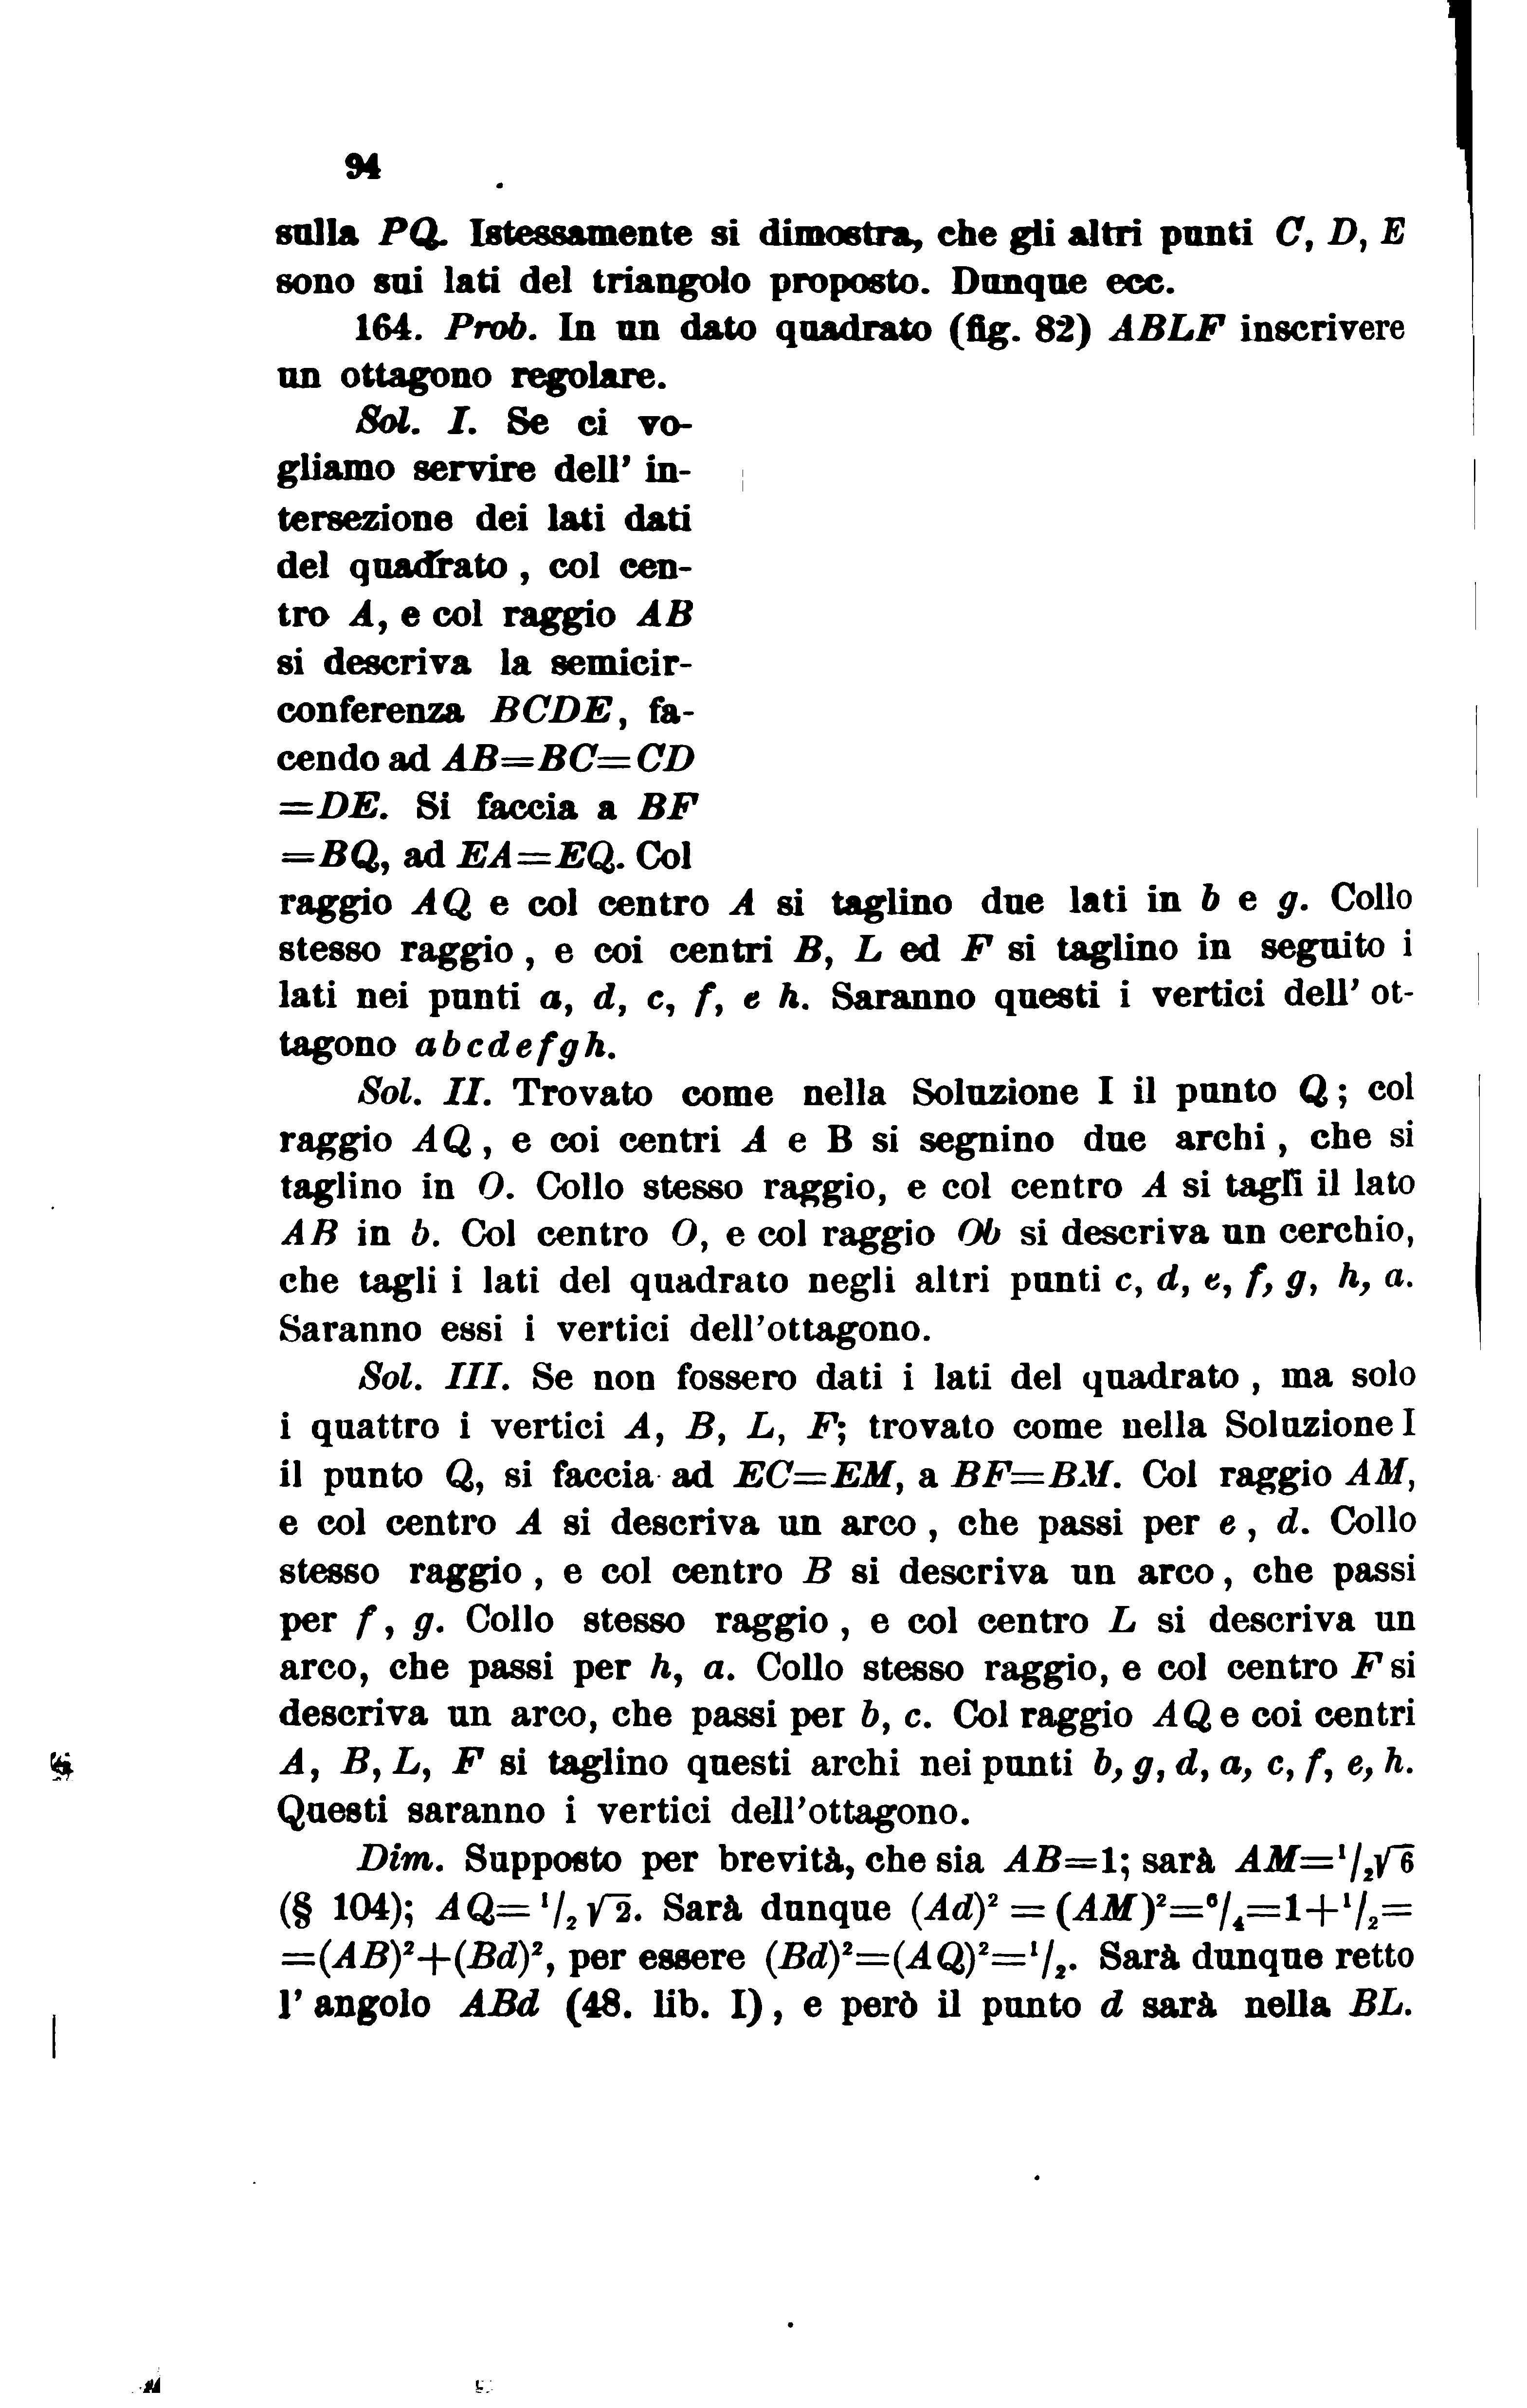 94
sulla PQ. Istessamente si dimostra, che gli altri punti C, D, E
sono sui lati del triangolo proposto. Dunque ecc.
164. Prob. In un dato quadrato (fig. 82) ABLF inscrivere
un ottagono regolare.
Sol. I. Se ci vo-
gliamo servire dell' in-
tersezione dei lati dati
del quadrato, col cen-
tro A, e col raggio AB
si descriva la semicir-
conferenza BCDE, fa-
cendo ad AB=BC=CD
=DE. Si faccia a BF
=BQ, ad EA=EQ. Col
raggio AQ e col centro A si taglino due lati in b e g. Collo
stesso raggio, e coi centri B, L ed F si taglino in seguito i
lati nei punti a, d, c, f, e h. Saranno questi i vertici dell' ot-
tagono abcdefgh.
Sol. II. Trovato come nella Soluzione I il punto Q; col
raggio AQ, e coi centri A e B si segnino due archi, che si
taglino in O. Collo stesso raggio, e col centro A si tagli il lato
AB in b. Col centro O, e col raggio Ob si descriva un cerchio,
che tagli i lati del quadrato negli altri punti c, d, e, f, g, h, a.
Saranno essi i vertici dell'ottagono.
Sol. III. Se non fossero dati i lati del quadrato, ma solo
i quattro i vertici A, B, L, F; trovato come nella Soluzione I
il punto Q, si faccia ad EC=EM, a BF=BM. Col raggio AM,
e col centro A si descriva un arco, che passi per e, d. Collo
stesso raggio, e col centro B si descriva un arco, che passi
per f, g. Collo stesso raggio, e col centro L si descriva un
arco, che passi per h, a. Collo stesso raggio, e col centro F si
descriva un arco, che passi per b, c. Col raggio AQ e coi centri
A, B, L, F si taglino questi archi nei punti b, g, d, a, c, f, e, h.
Questi saranno i vertici dell'ottagono.
Dim. Supposto per brevità, che sia AB=1; sarà AM=¹/₂√6
(§ 104); AQ=¹/₂√2. Sarà dunque (Ad)²=(AM)²=⁶/₄=1+¹/₂=
=(AB)²+(Bd)², per essere (Bd)²=(AQ)²=¹/₂. Sarà dunque retto
l' angolo ABd (48. lib. I), e però il punto d sarà nella BL.